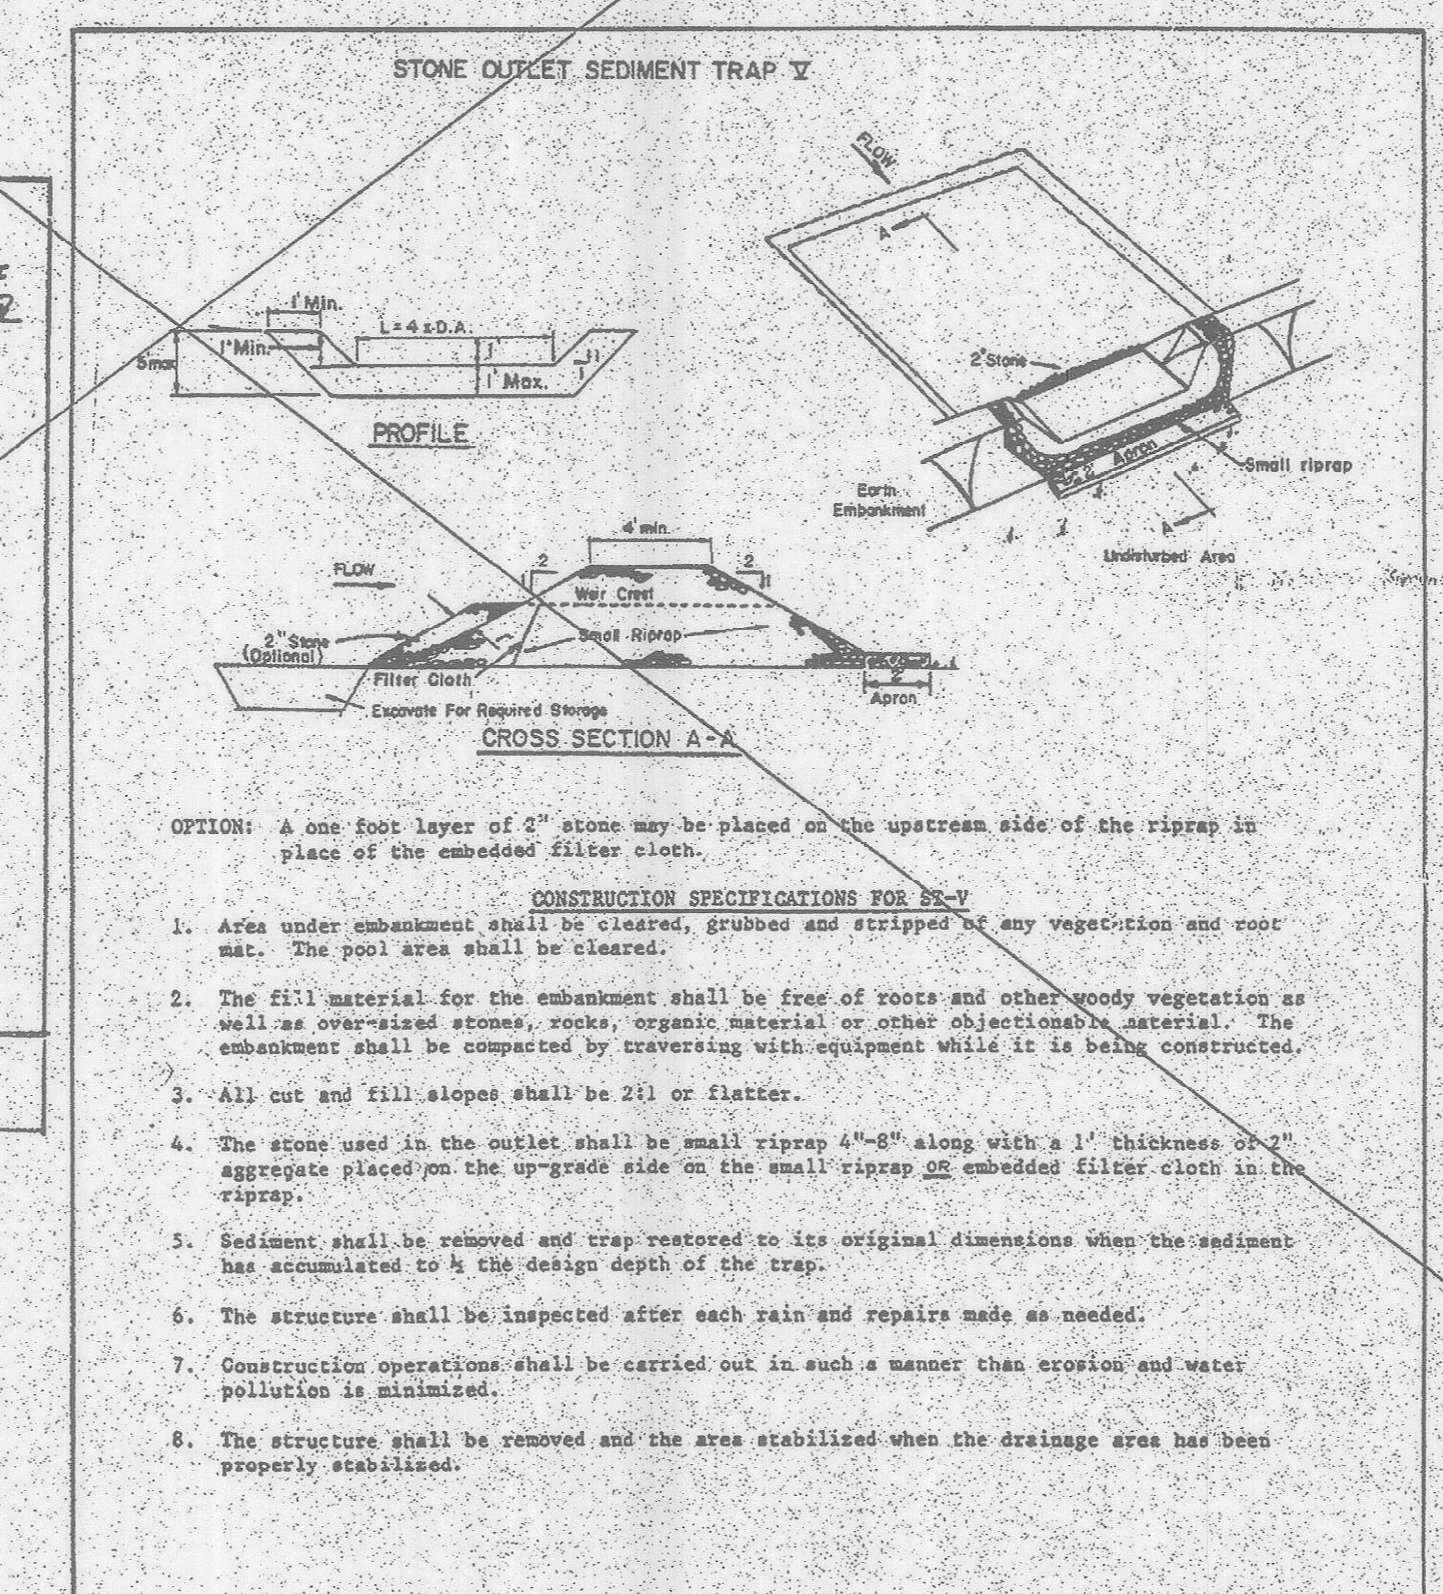 STONE OUTLET SEDIMENT TRAP V
FLOW
A
1' Min.
L = 4 x D.A.
1' Min.
1'
5' max
1' Max.
1
1
PROFILE
2" Stone
Apron
2'
Small riprap
Earth
Embankment
A
Undisturbed Area
4' min.
FLOW
2
1
2
1
Weir Crest
2" Stone
(Optional)
1'
Small Riprap
Filter Cloth
2'
Apron
Excavate For Required Storage
CROSS SECTION A-A
OPTION: A one foot layer of 2" stone may be placed on the upstream side of the riprap in
place of the embedded filter cloth.
CONSTRUCTION SPECIFICATIONS FOR ST-V
1. Area under embankment shall be cleared, grubbed and stripped of any vegetation and root
mat. The pool area shall be cleared.
2. The fill material for the embankment shall be free of roots and other woody vegetation as
well as over-sized stones, rocks, organic material or other objectionable material. The
embankment shall be compacted by traversing with equipment while it is being constructed.
3. All cut and fill slopes shall be 2:1 or flatter.
4. The stone used in the outlet shall be small riprap 4"-8" along with a 1' thickness of 2"
aggregate placed on the up-grade side on the small riprap OR embedded filter cloth in the
riprap.
5. Sediment shall be removed and trap restored to its original dimensions when the sediment
has accumulated to ½ the design depth of the trap.
6. The structure shall be inspected after each rain and repairs made as needed.
7. Construction operations shall be carried out in such a manner than erosion and water
pollution is minimized.
8. The structure shall be removed and the area stabilized when the drainage area has been
properly stabilized.